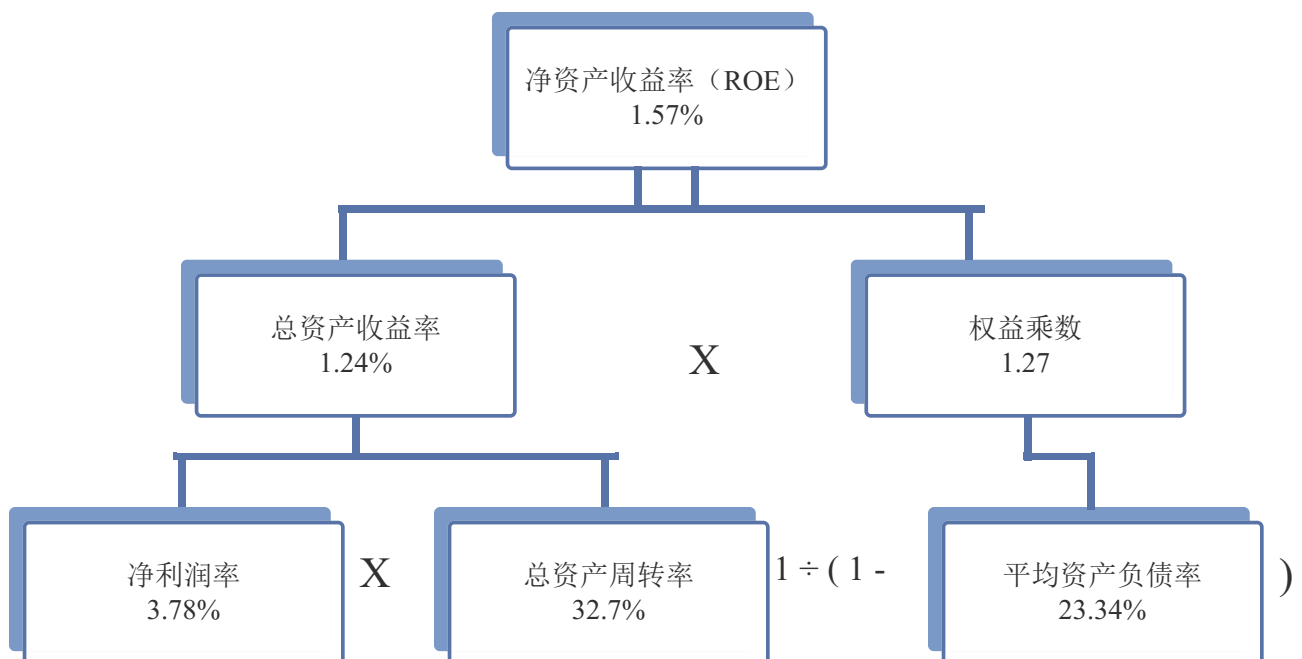 净资产收益率（ROE）
1.57%
总资产收益率
1.24%
X
权益乘数
1.27
净利润率
3.78%
X
总资产周转率
32.7%
1 ÷ ( 1 -
平均资产负债率
23.34%
)